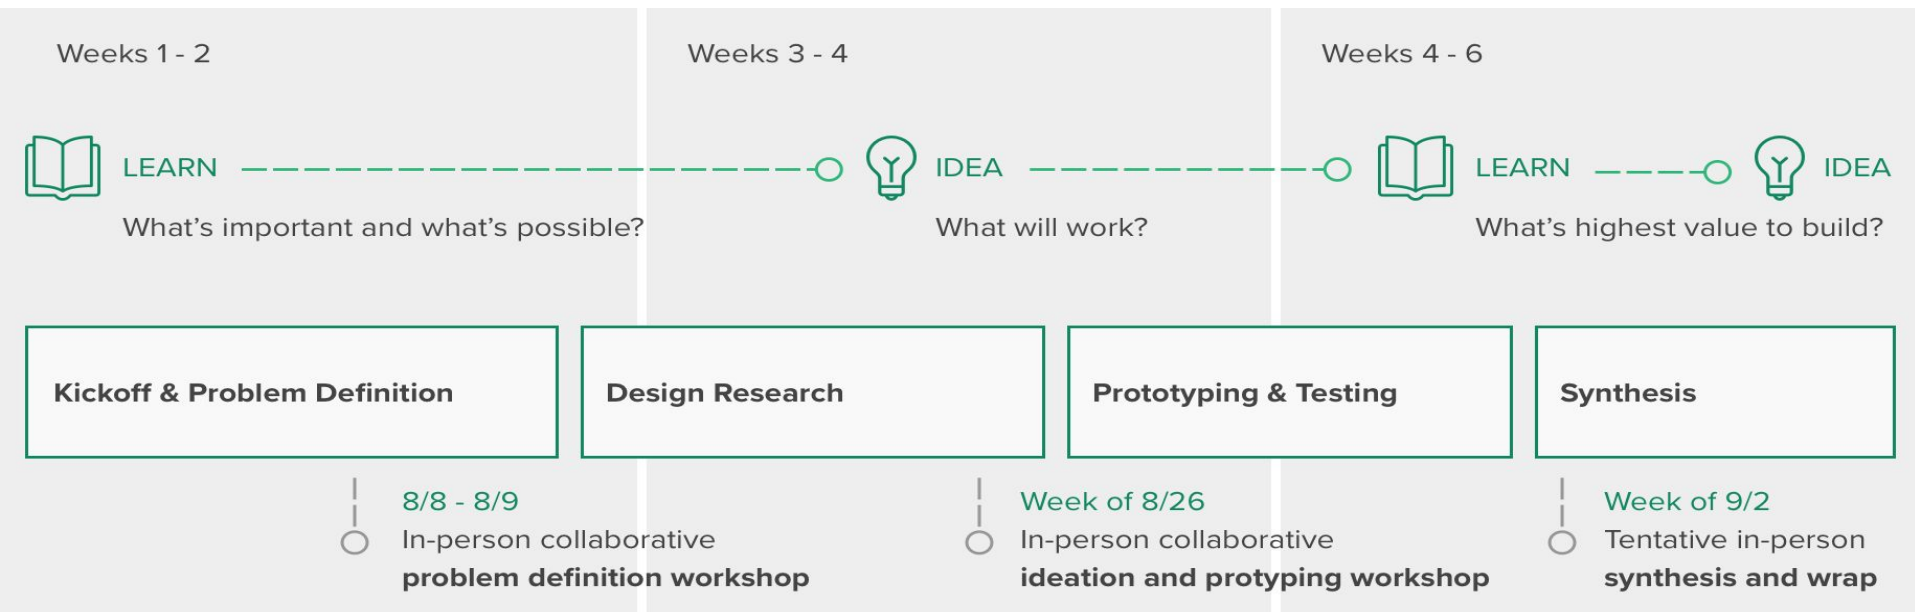 Weeks 1 - 2
Weeks 3 - 4
Weeks 4 - 6
LEARN
IDEA
LEARN
IDEA
What's important and what's possible?
What will work?
What's highest value to build?
Kickoff & Problem Definition
Design Research
Prototyping & Testing
Synthesis
8/8 - 8/9
In-person collaborative
problem definition workshop
Week of 8/26
In-person collaborative
ideation and protyping workshop
Week of 9/2
Tentative in-person
synthesis and wrap